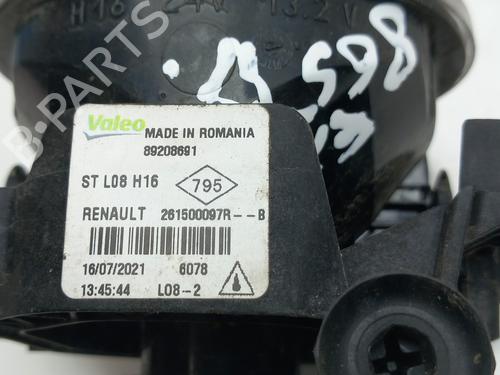 H16 24W 13.2V
598
Valeo MADE IN ROMANIA
89208691
ST L08 H16 795
RENAULT 261500097R--B
16/07/2021 6078
13:45:44 L08-2
B-PARTS